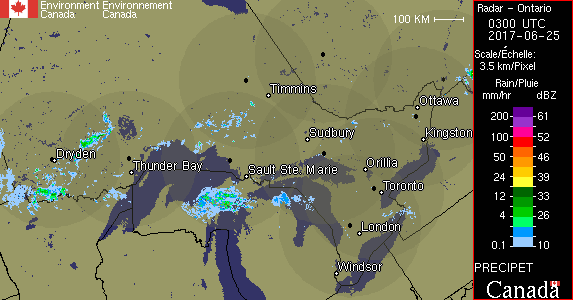 Environment Environnement
Canada Canada
100 KM
Timmins
Ottawa
Sudbury
Kingston
Dryden
Thunder Bay
Sault Ste. Marie
Orillia
Toronto
London
Windsor
Radar - Ontario
0300 UTC
2017-06-25
Scale/Échelle:
3.5 km/Pixel
Rain/Pluie
mm/hr dBZ
200 61
100 52
50 46
24 39
12 33
4 26
2 20
0.1 10
PRECIPET
Canada